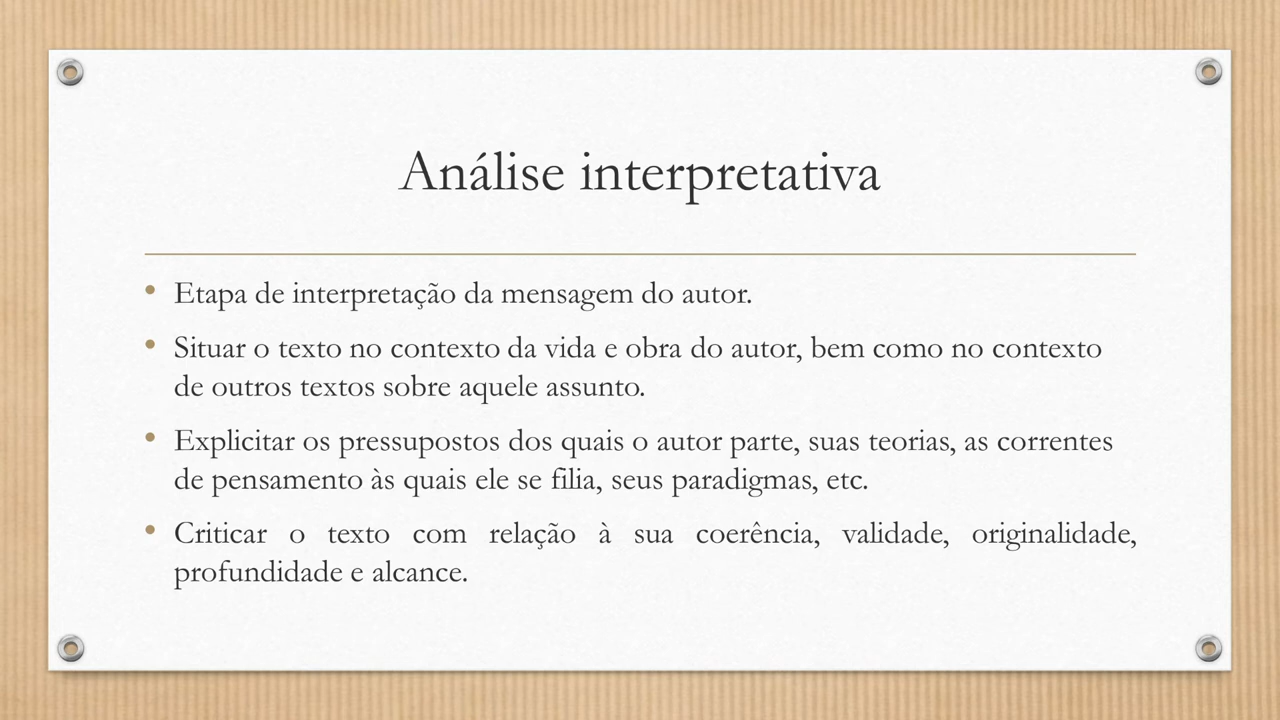 Análise interpretativa
• Etapa de interpretação da mensagem do autor.
• Situar o texto no contexto da vida e obra do autor, bem como no contexto
de outros textos sobre aquele assunto.
• Explicitar os pressupostos dos quais o autor parte, suas teorias, as correntes
de pensamento às quais ele se filia, seus paradigmas, etc.
• Criticar o texto com relação à sua coerência, validade, originalidade,
profundidade e alcance.